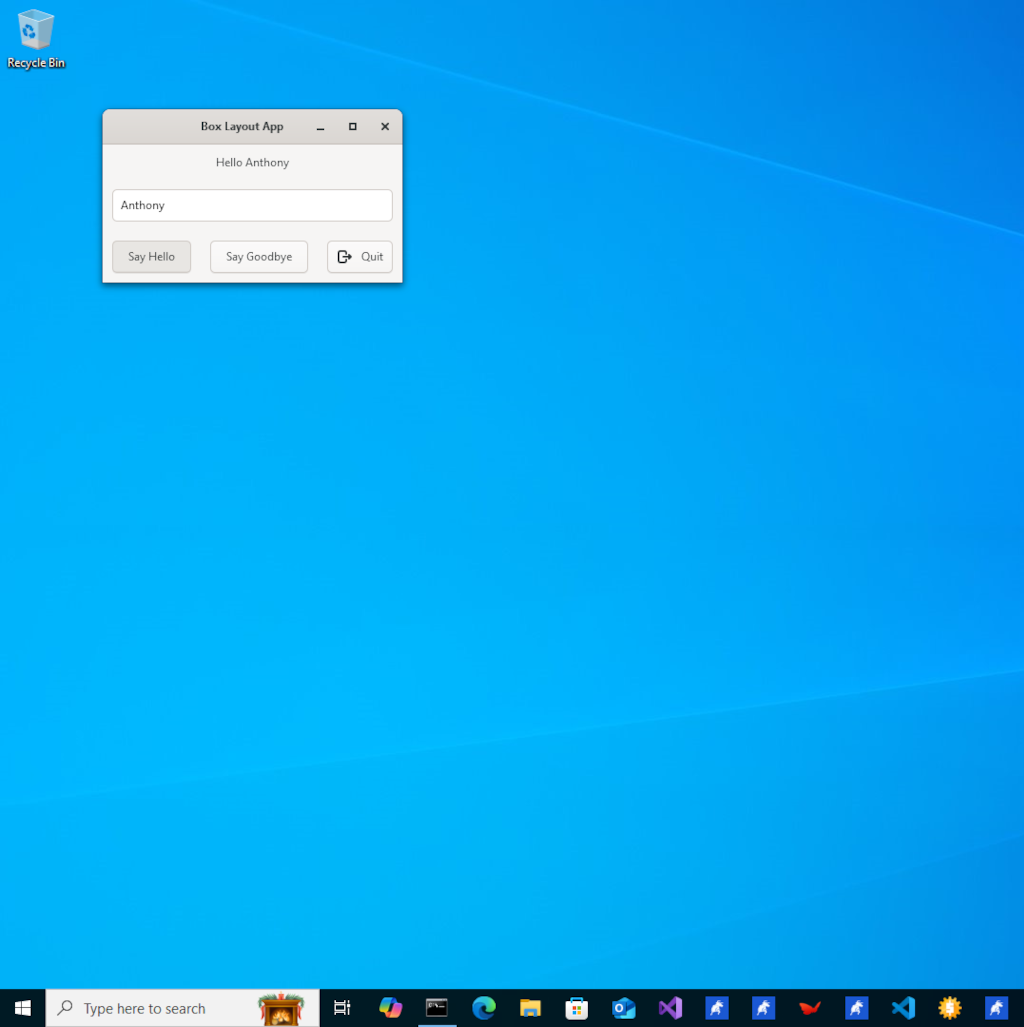 Recycle Bin
Box Layout App
Hello Anthony
Anthony
Say Hello
Say Goodbye
Quit
Type here to search